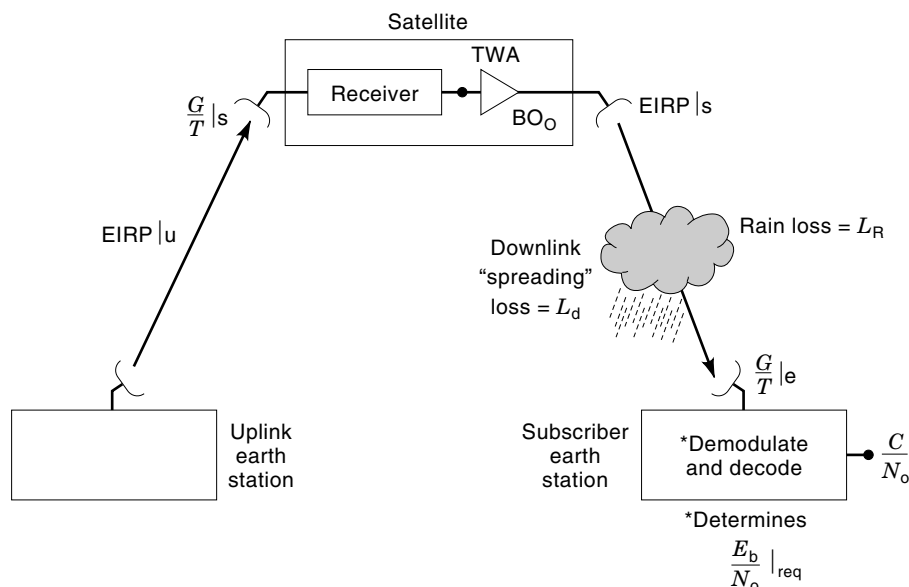 Satellite
TWA
Receiver
BO_O
G/T |s
EIRP |s
EIRP |u
Rain loss = L_R
Downlink
“spreading”
loss = L_d
G/T |e
Uplink
earth
station
Subscriber
earth
station
*Demodulate
and decode
C/N_o
*Determines
E_b/N_o |req